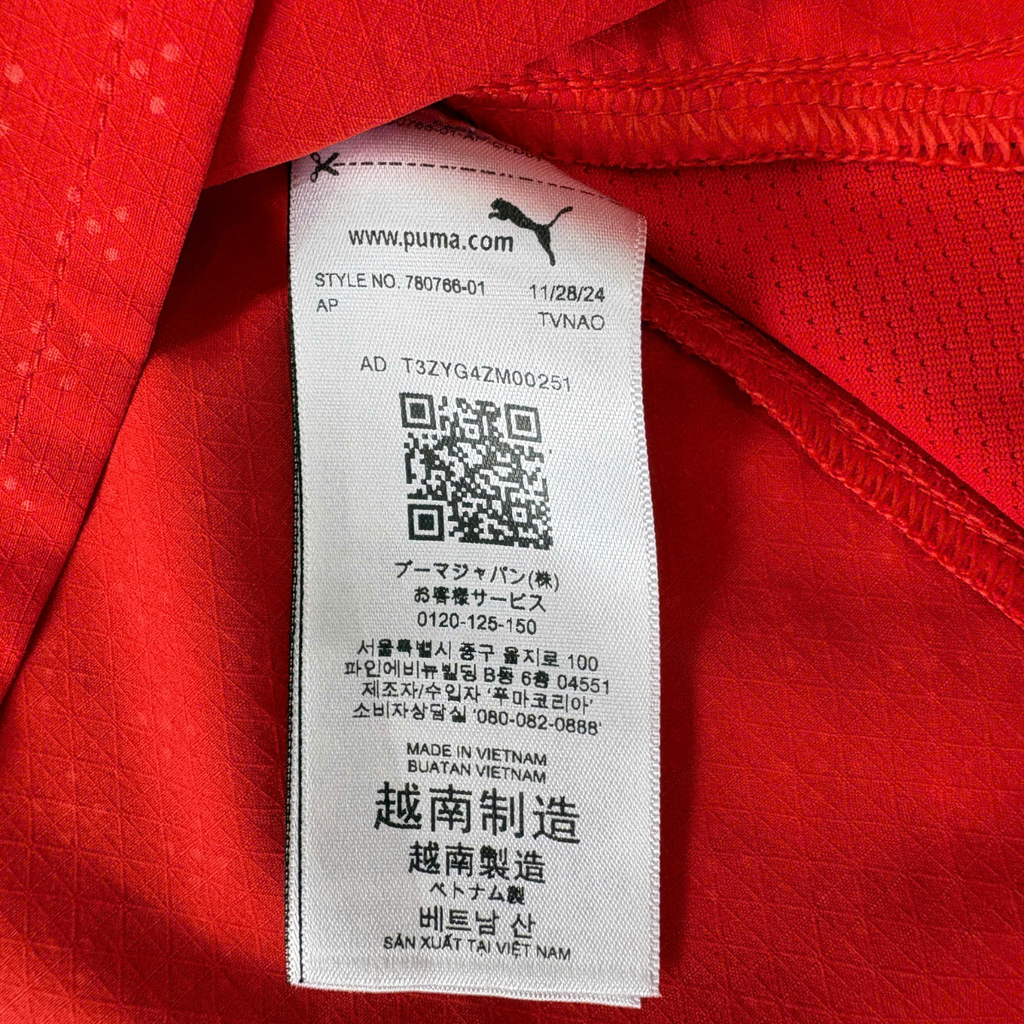 www.puma.com
STYLE NO. 780766-01 11/28/24
AP TVNAO
AD T3ZYG4ZM00251
プーマジャパン(株)
お客様サービス
0120-125-150
서울특별시 중구 을지로 100
파인에비뉴빌딩 B동 6층 04551
제조자/수입자 '푸마코리아'
소비자상담실 '080-082-0888'
MADE IN VIETNAM
BUATAN VIETNAM
越南制造
越南製造
ベトナム製
베트남 산
SẢN XUẤT TẠI VIỆT NAM